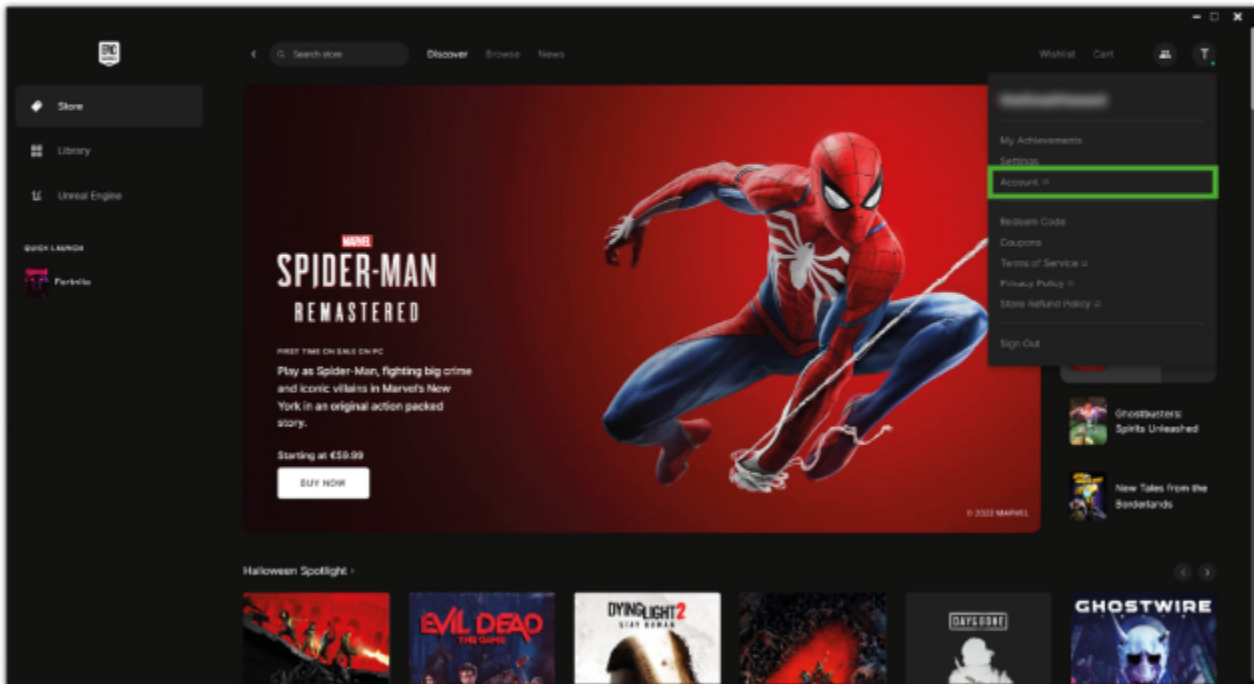 EPIC
GAMES
Search store
Discover
Browse
News
Wishlist
Cart
T
Store
Library
Unreal Engine
QUICK LAUNCH
Fortnite
My Achievements
Settings
Account
Redeem Code
Coupons
Terms of Service
Privacy Policy
Store Refund Policy
Sign Out
MARVEL
SPIDER-MAN
REMASTERED
FIRST TIME ON SALE ON PC
Play as Spider-Man, fighting big crime
and iconic villains in Marvel's New
York in an original action packed
story.
Starting at €59.99
BUY NOW
© 2022 MARVEL
Ghostbusters:
Spirits Unleashed
New Tales from the
Borderlands
Halloween Spotlight
EVIL DEAD
THE GAME
DYING LIGHT 2
STAY HUMAN
DAYS GONE
GHOSTWIRE